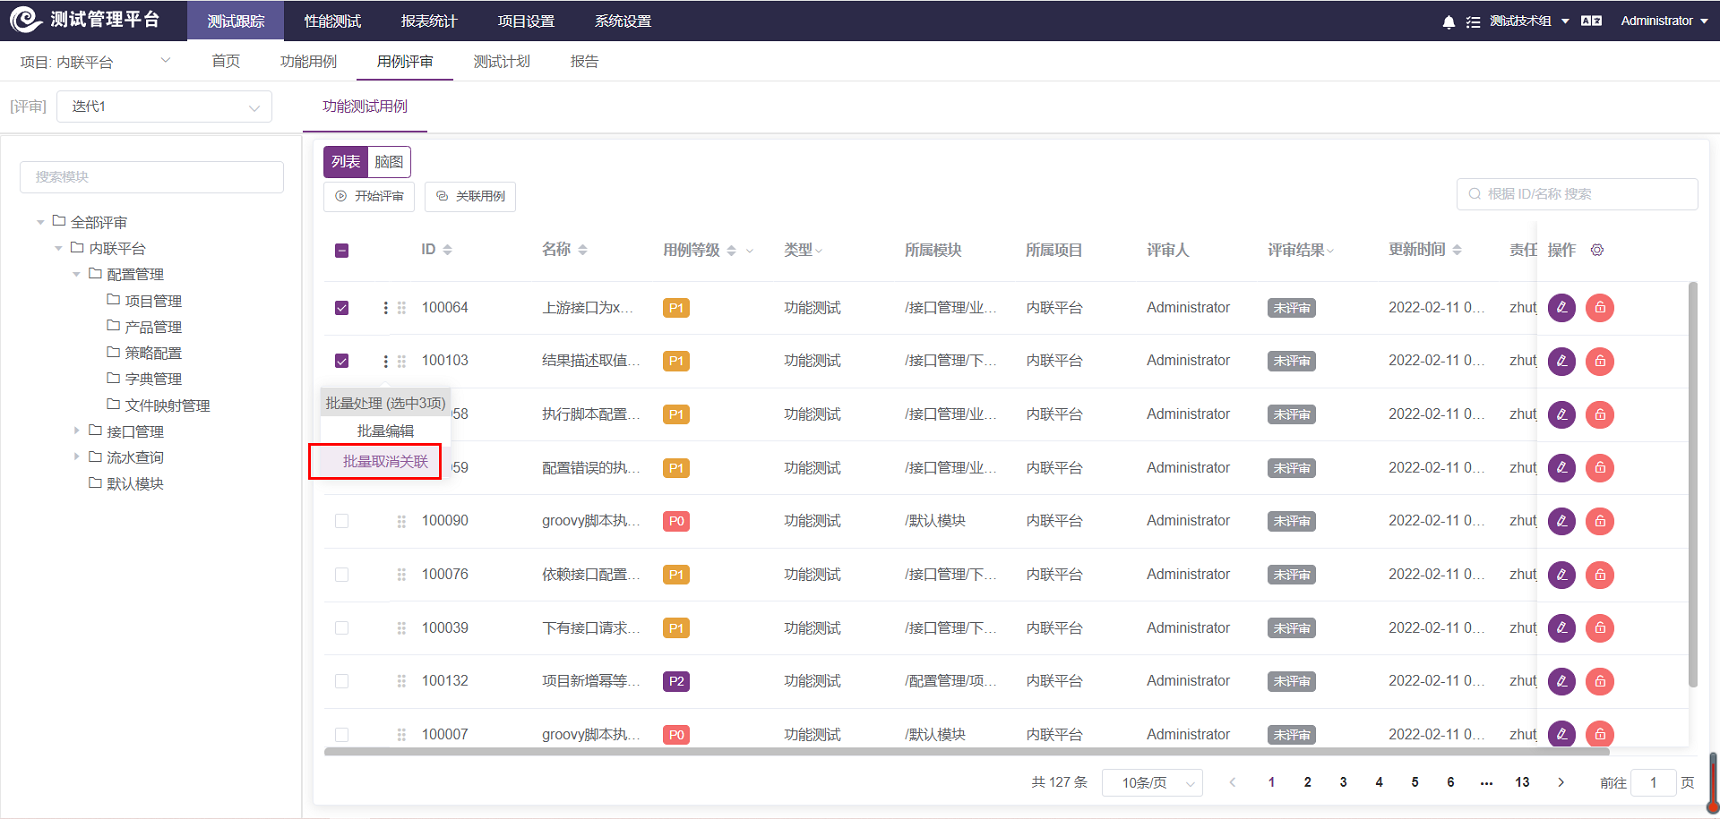 测试管理平台 测试跟踪 性能测试 报表统计 项目设置 系统设置 测试技术组 Administrator
项目: 内联平台 首页 功能用例 用例评审 测试计划 报告
[评审] 迭代1 功能测试用例
搜索模块
全部评审
内联平台
配置管理
项目管理
产品管理
策略配置
字典管理
文件映射管理
接口管理
流水查询
默认模块
列表 脑图
开始评审 关联用例 根据 ID/名称 搜索
ID 名称 用例等级 类型 所属模块 所属项目 评审人 评审结果 更新时间 责任 操作
100064 上游接口为x... P1 功能测试 /接口管理/业... 内联平台 Administrator 未评审 2022-02-11 0... zhut
100103 结果描述取值... P1 功能测试 /接口管理/下... 内联平台 Administrator 未评审 2022-02-11 0... zhut
批量处理 (选中3项)
批量编辑
批量取消关联
58 执行脚本配置... P1 功能测试 /接口管理/业... 内联平台 Administrator 未评审 2022-02-11 0... zhut
59 配置错误的执... P1 功能测试 /接口管理/业... 内联平台 Administrator 未评审 2022-02-11 0... zhut
100090 groovy脚本执... P0 功能测试 /默认模块 内联平台 Administrator 未评审 2022-02-11 0... zhut
100076 依赖接口配置... P1 功能测试 /接口管理/下... 内联平台 Administrator 未评审 2022-02-11 0... zhut
100039 下有接口请求... P1 功能测试 /接口管理/下... 内联平台 Administrator 未评审 2022-02-11 0... zhut
100132 项目新增幂等... P2 功能测试 /配置管理/项... 内联平台 Administrator 未评审 2022-02-11 0... zhut
100007 groovy脚本执... P0 功能测试 /默认模块 内联平台 Administrator 未评审 2022-02-11 0... zhut
共 127 条 10条/页 1 2 3 4 5 6 ... 13 前往 1 页